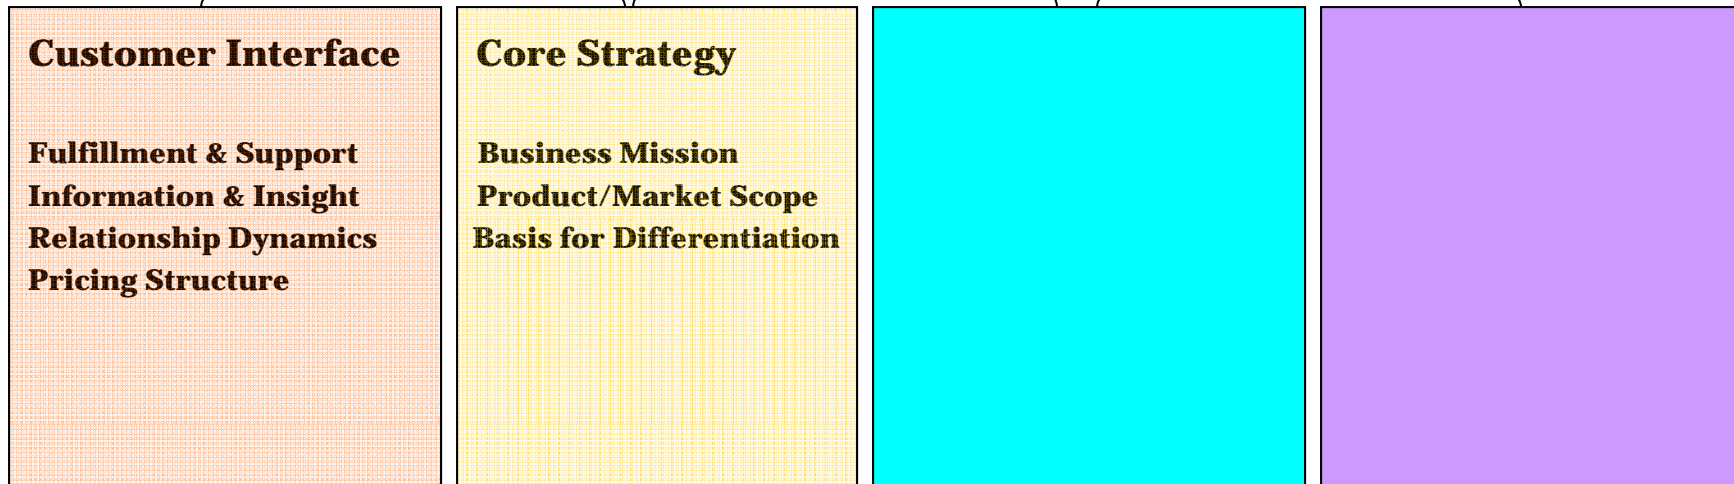 Customer Interface
Fulfillment & Support
Information & Insight
Relationship Dynamics
Pricing Structure
Core Strategy
Business Mission
Product/Market Scope
Basis for Differentiation